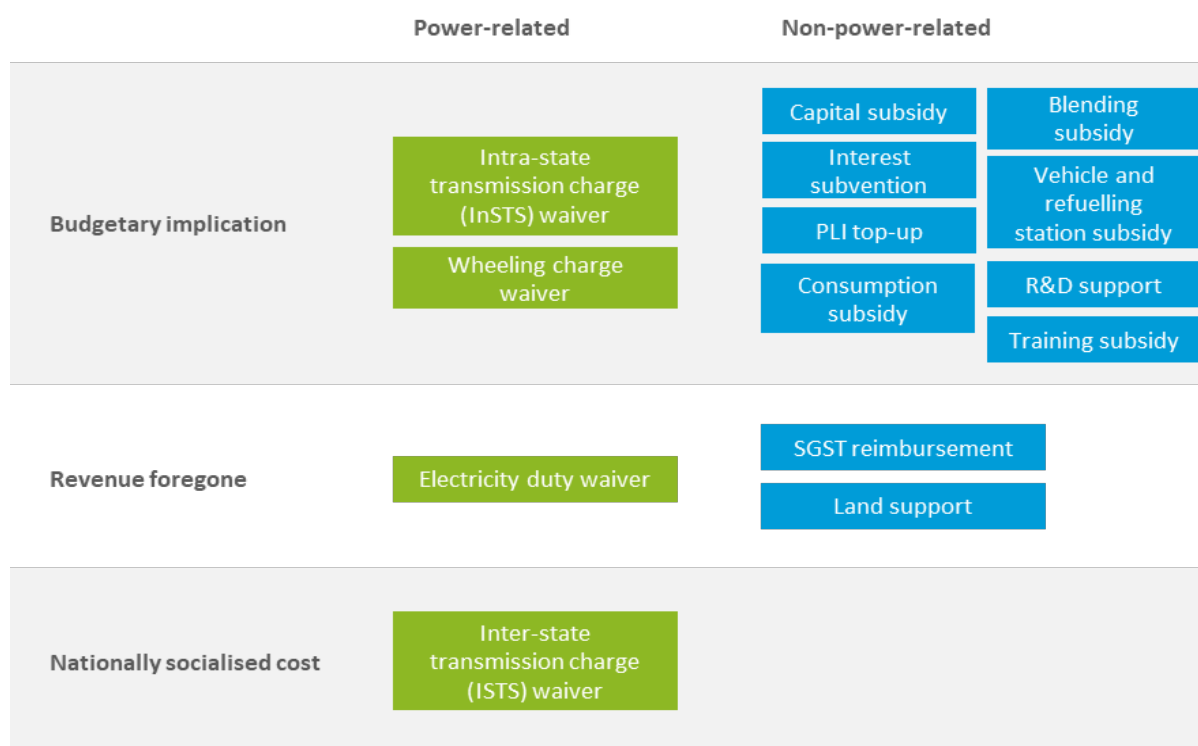 Power-related
Non-power-related
Budgetary implication
Intra-state
transmission charge
(InSTS) waiver
Wheeling charge
waiver
Capital subsidy
Interest
subvention
PLI top-up
Consumption
subsidy
Blending
subsidy
Vehicle and
refuelling
station subsidy
R&D support
Training subsidy
Revenue foregone
Electricity duty waiver
SGST reimbursement
Land support
Nationally socialised cost
Inter-state
transmission charge
(ISTS) waiver